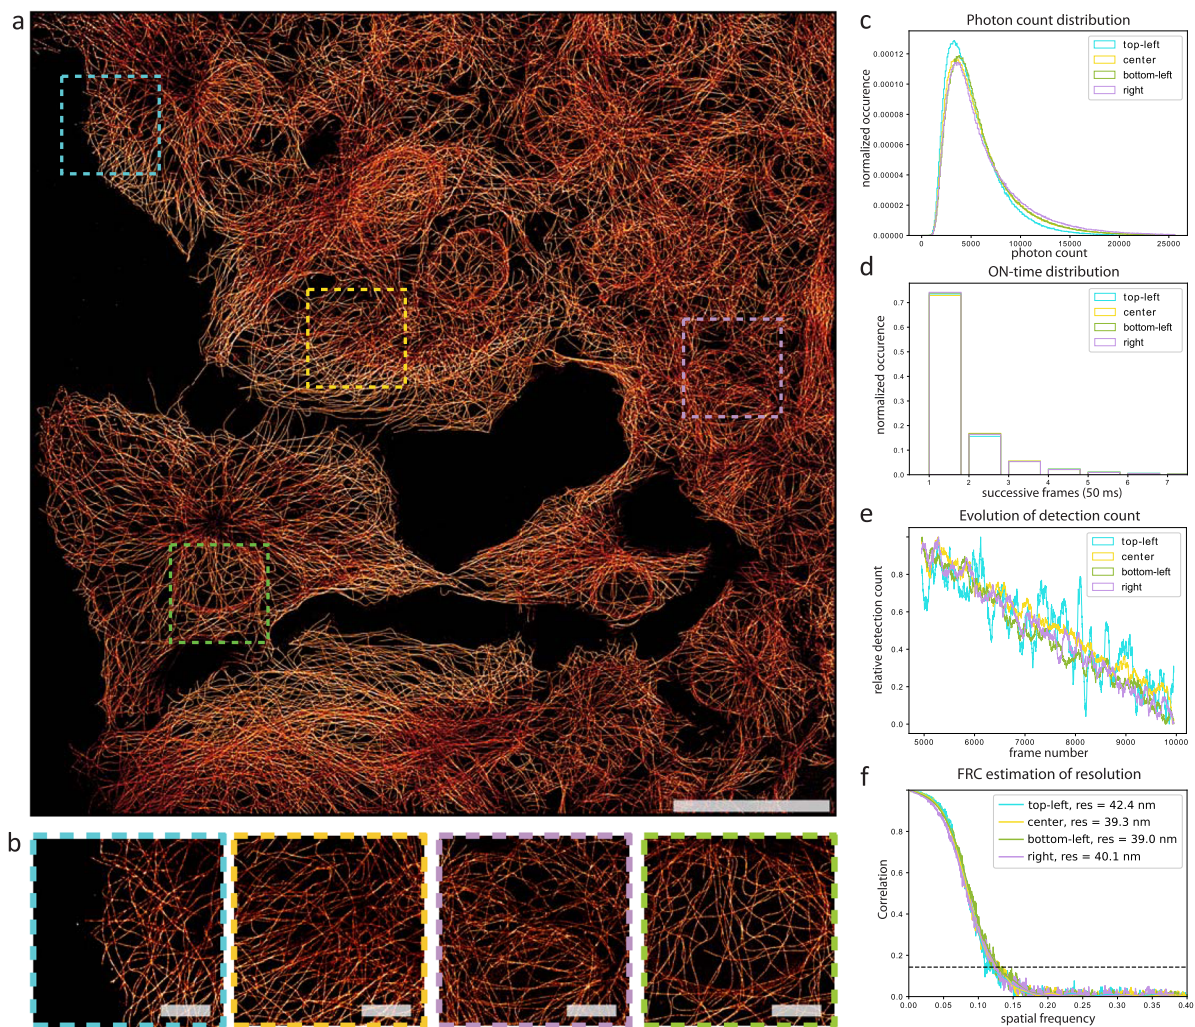 a
b
c
Photon count distribution
normalized occurence
0.00012
0.00010
0.00008
0.00006
0.00004
0.00002
0.00000
top-left
center
bottom-left
right
0 5000 10000 15000 20000 25000
photon count
d
ON-time distribution
normalized occurence
0.7
0.6
0.5
0.4
0.3
0.2
0.1
0.0
top-left
center
bottom-left
right
1 2 3 4 5 6 7
successive frames (50 ms)
e
Evolution of detection count
relative detection count
0.8
0.6
0.4
0.2
0.0
top-left
center
bottom-left
right
5000 6000 7000 8000 9000 10000
frame number
f
FRC estimation of resolution
Correlation
0.8
0.6
0.4
0.2
0.0
top-left, res = 42.4 nm
center, res = 39.3 nm
bottom-left, res = 39.0 nm
right, res = 40.1 nm
0.00 0.05 0.10 0.15 0.20 0.25 0.30 0.35 0.40
spatial frequency